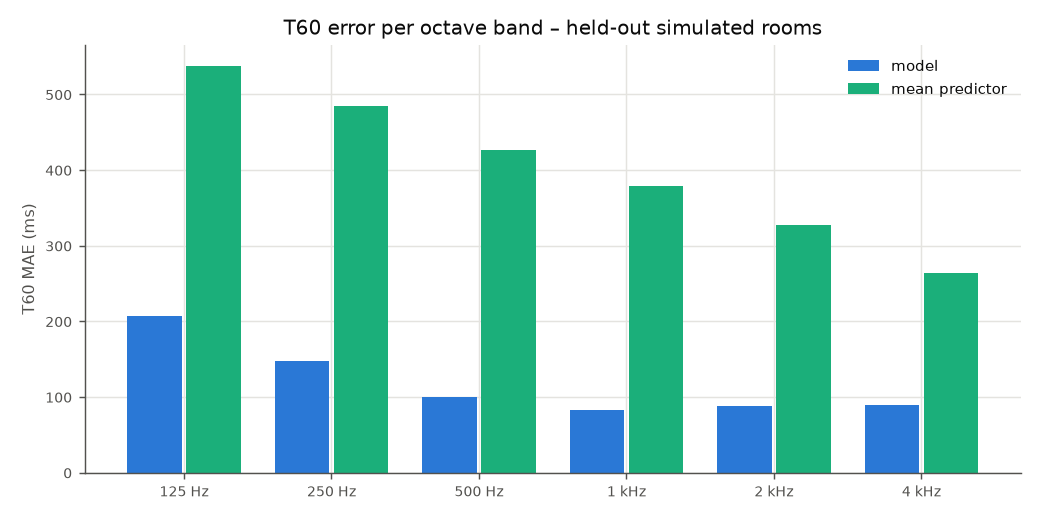 T60 error per octave band – held-out simulated rooms
model
mean predictor
T60 MAE (ms)
500
400
300
200
100
0
125 Hz
250 Hz
500 Hz
1 kHz
2 kHz
4 kHz